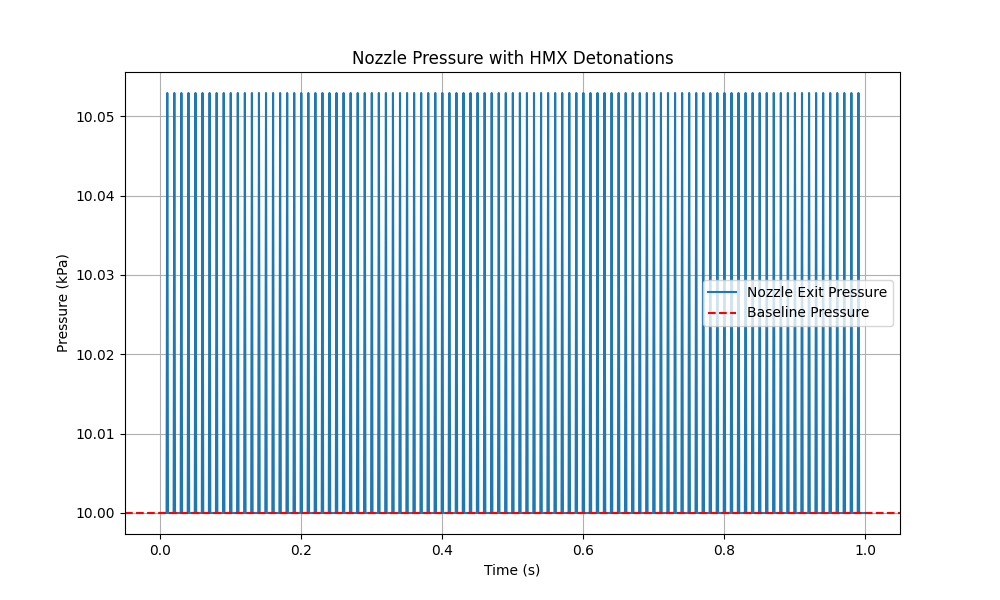 Nozzle Pressure with HMX Detonations
Pressure (kPa)
10.05
10.04
10.03
10.02
10.01
10.00
Nozzle Exit Pressure
Baseline Pressure
0.0 0.2 0.4 0.6 0.8 1.0
Time (s)